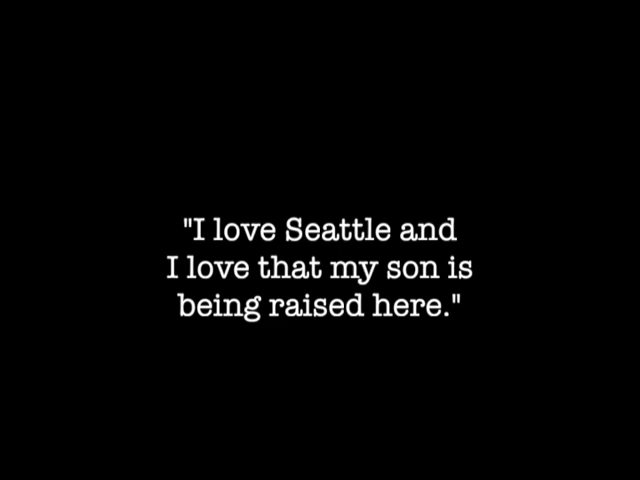 "I love Seattle and
I love that my son is
being raised here."